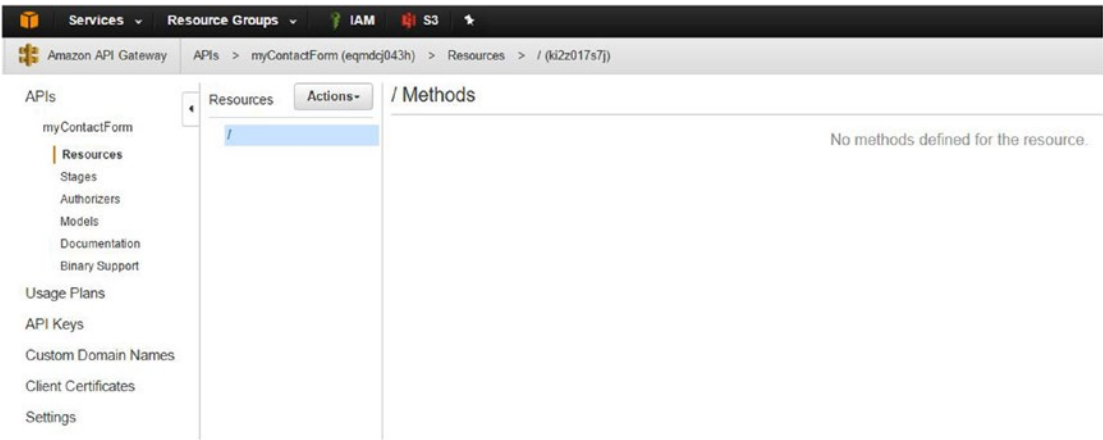 Services Resource Groups IAM S3
Amazon API Gateway APIs > myContactForm (eqmdcj043h) > Resources > / (ki2z017s7j)
APIs
myContactForm
Resources
Stages
Authorizers
Models
Documentation
Binary Support
Usage Plans
API Keys
Custom Domain Names
Client Certificates
Settings
Resources Actions
/
/ Methods
No methods defined for the resource.